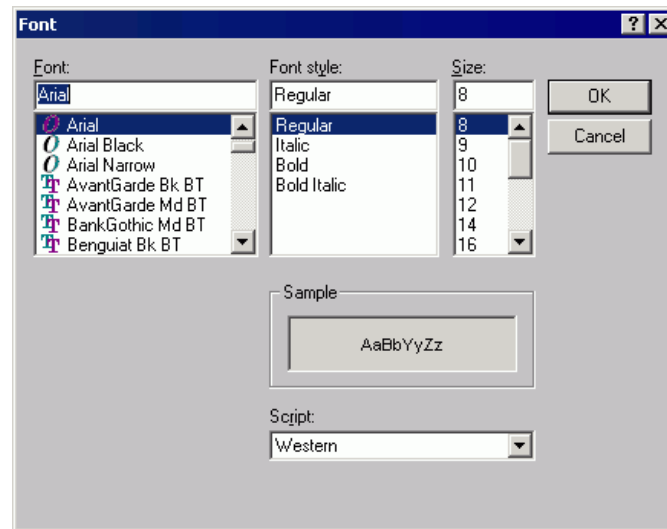 Font
Font:
Arial
Arial
Arial Black
Arial Narrow
AvantGarde Bk BT
AvantGarde Md BT
BankGothic Md BT
Benguiat Bk BT
Font style:
Regular
Regular
Italic
Bold
Bold Italic
Size:
8
8
9
10
11
12
14
16
OK
Cancel
Sample
AaBbYyZz
Script:
Western